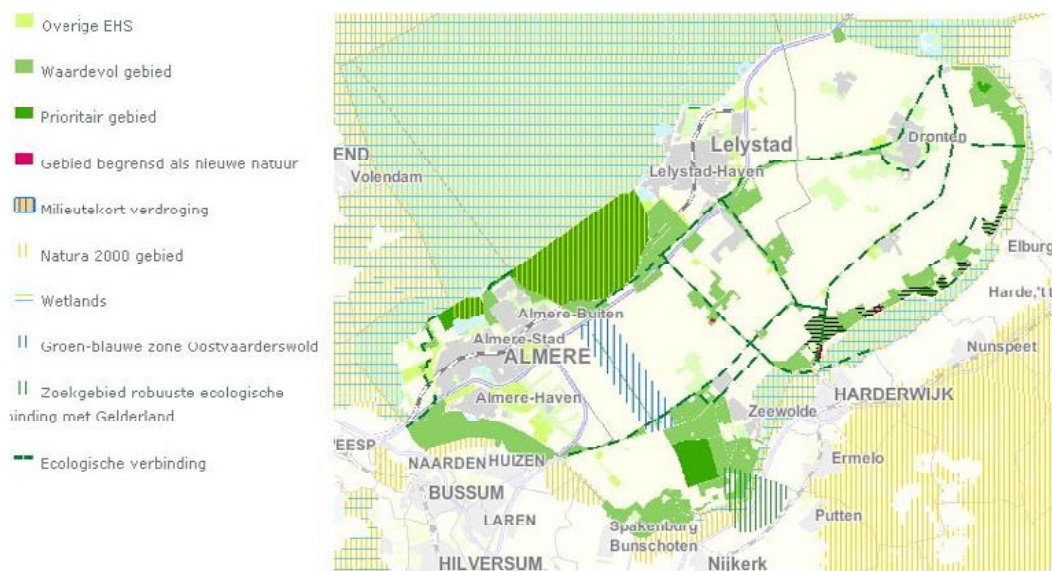 Overige EHS
Waardevol gebied
Prioritair gebied
Gebied begrensd als nieuwe natuur
Milieutekort verdroging
Natura 2000 gebied
Wetlands
Groen-blauwe zone Oostvaarderswold
Zoekgebied robuuste ecologische
inding met Gelderland
Ecologische verbinding
END
Volendam
Lelystad
Lelystad-Haven
Dronten
Elburg
Harde, 't
Nunspeet
Almere-Buiten
Almere-Stad
ALMERE
Almere-Haven
HARDERWIJK
Zeewolde
Ermelo
EESP
NAARDEN
HUIZEN
BUSSUM
LAREN
HILVERSUM
Spakenburg
Bunschoten
Putten
Nijkerk